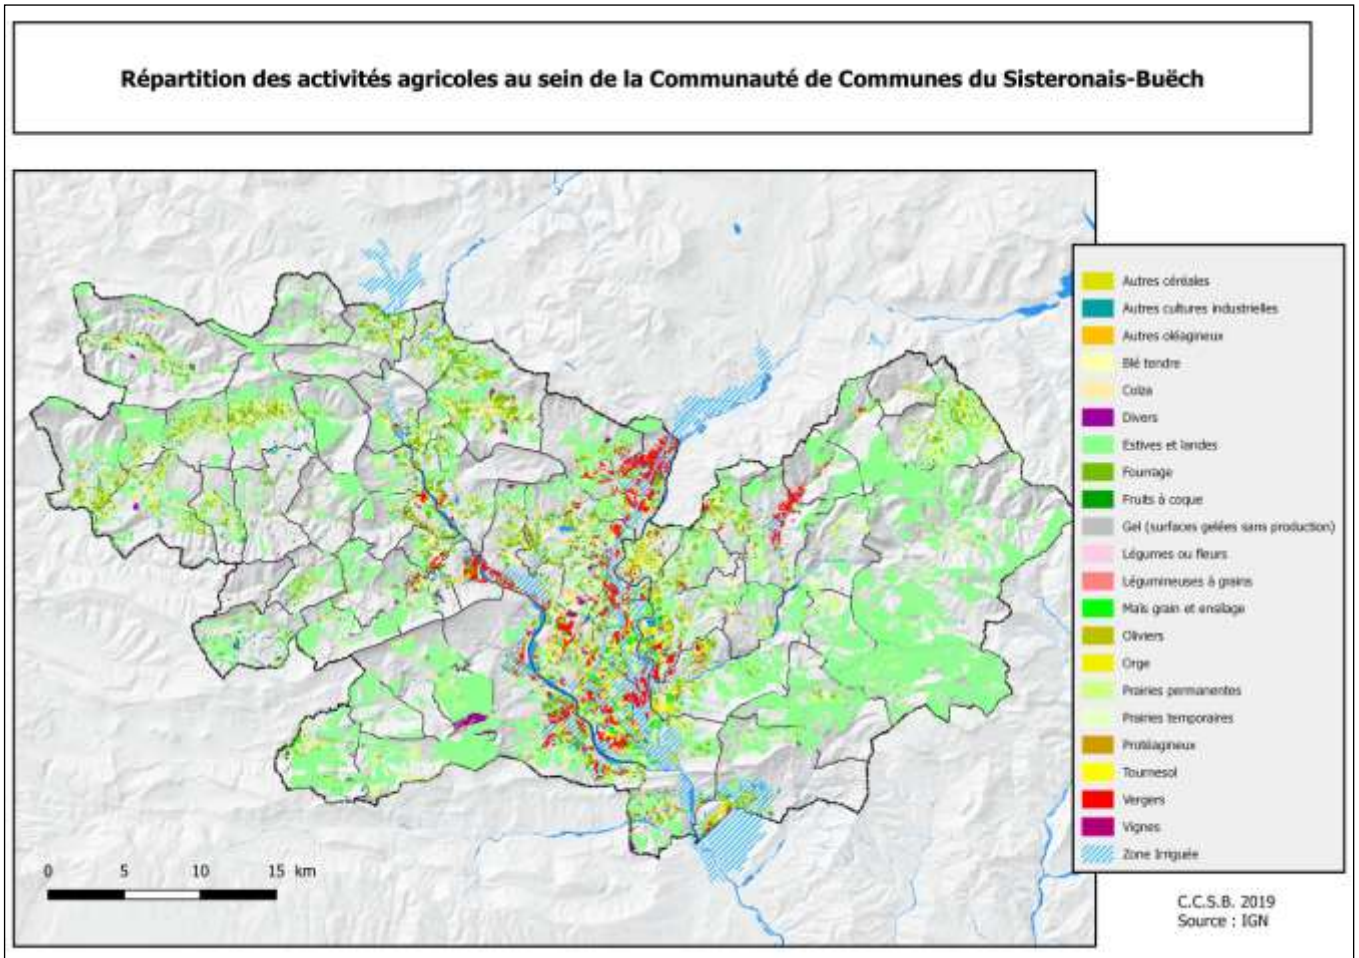 Répartition des activités agricoles au sein de la Communauté de Communes du Sisteronais-Buëch
Autres céréales
Autres cultures industrielles
Autres oléagineux
Blé tendre
Colza
Divers
Estives et landes
Fourrage
Fruits à coque
Gel (surfaces gelées sans production)
Légumes ou fleurs
Légumineuses à grains
Maïs grain et ensilage
Oliviers
Orge
Prairies permanentes
Prairies temporaires
Protéagineux
Tournesol
Vergers
Vignes
Zone Irriguée
0 5 10 15 km
C.C.S.B. 2019
Source : IGN